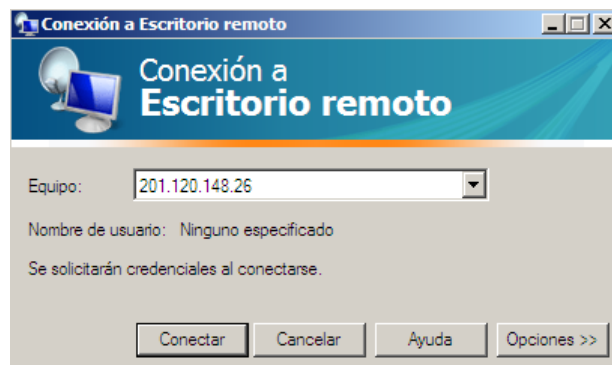 Conexión a Escritorio remoto
Conexión a
Escritorio remoto
Equipo: 201.120.148.26
Nombre de usuario: Ninguno especificado
Se solicitarán credenciales al conectarse.
Conectar Cancelar Ayuda Opciones >>